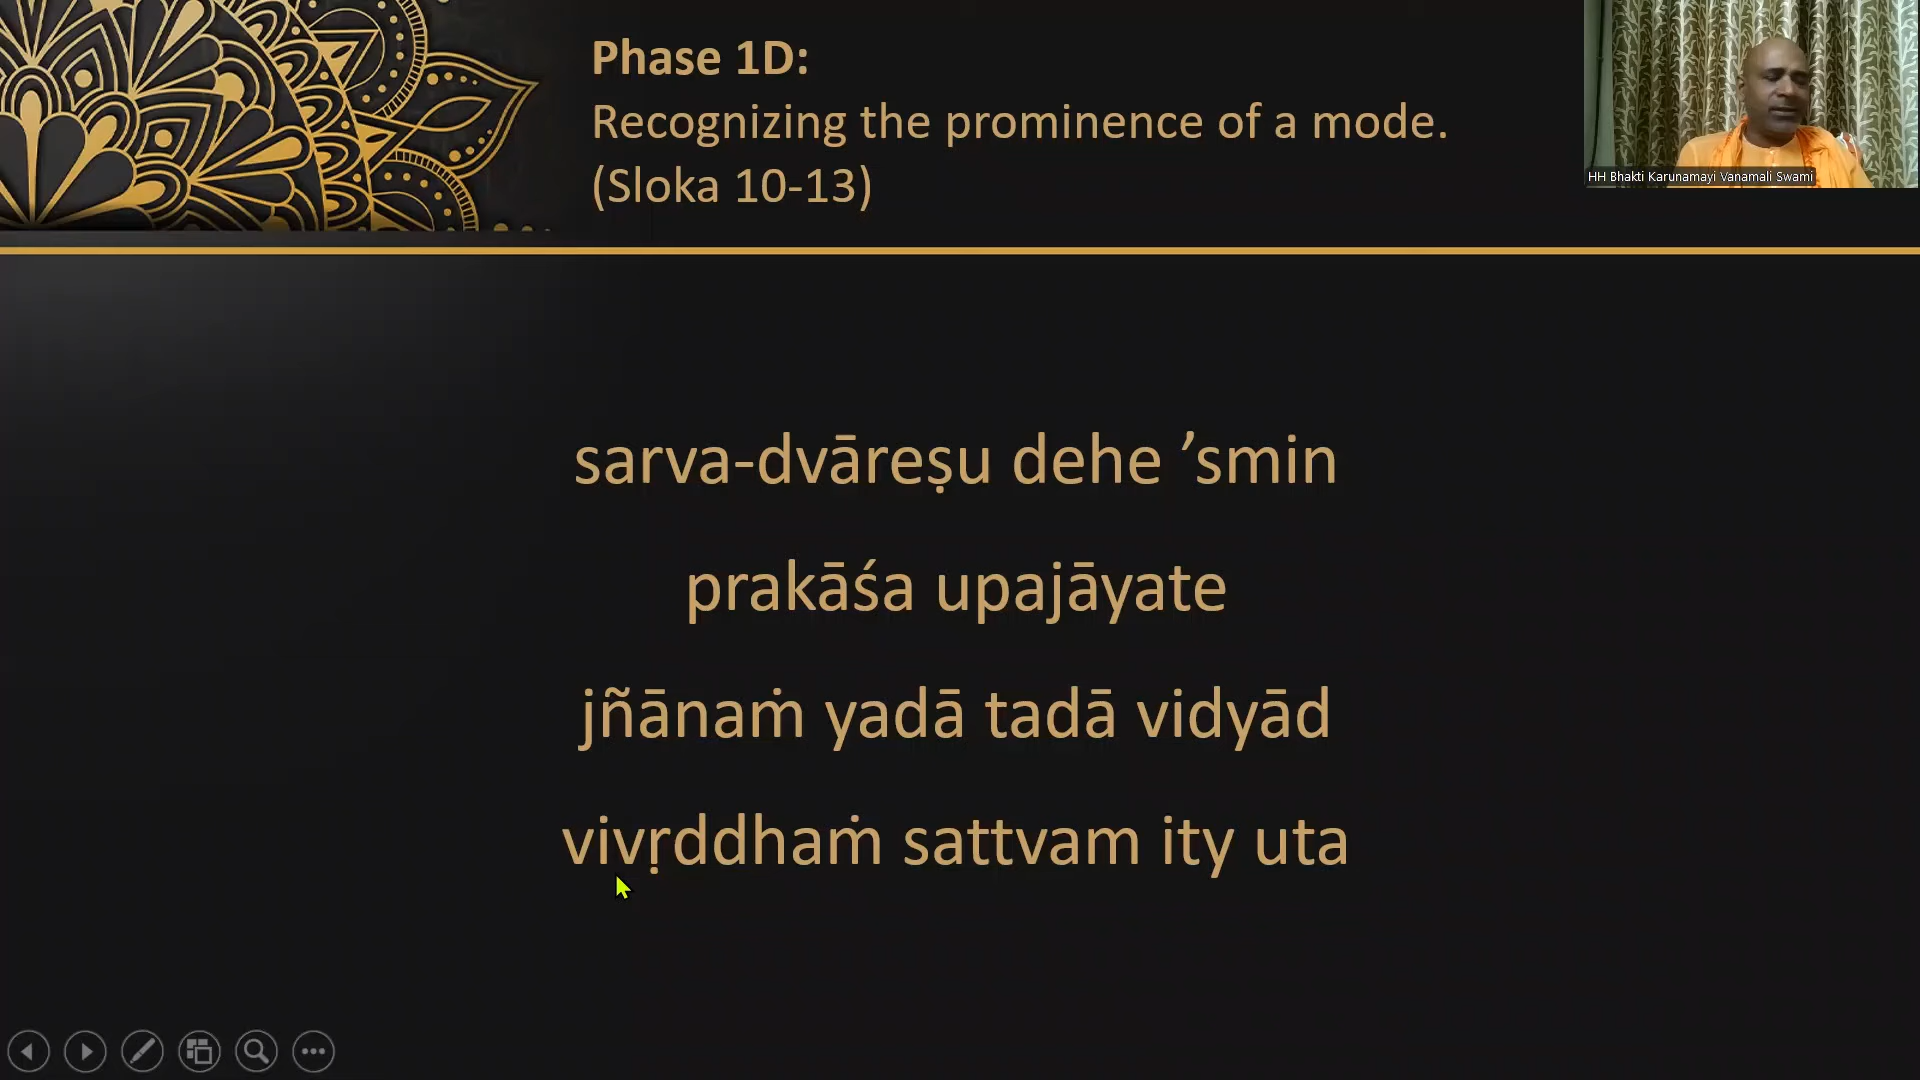 Phase 1D:
Recognizing the prominence of a mode.
(Sloka 10-13)
HH Bhakti Karunamayi Vanamali Swami
sarva-dvāreṣu dehe ’smin
prakāśa upajāyate
jñānaṁ yadā tadā vidyād
vivṛddhaṁ sattvam ity uta